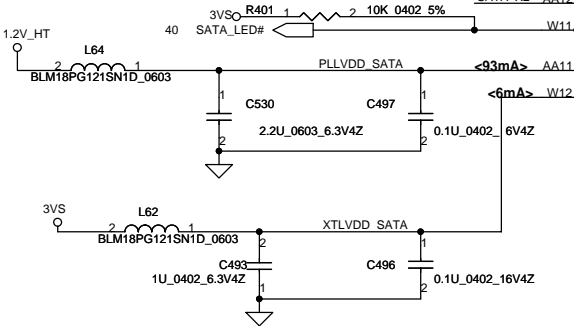 3VS R401 1 2 10K_0402_5%
40 SATA_LED# W11
1.2V_HT
L64
2 1 PLLVDD_SATA <93mA> AA11
BLM18PG121SN1D_0603
<6mA> W12
1 1
C530 C497
2.2U_0603_6.3V4Z 0.1U_0402_ 6V4Z
2 2
3VS
L62
2 1 XTLVDD_SATA
BLM18PG121SN1D_0603
2 1
C493 C496
1U_0402_6.3V4Z 0.1U_0402_16V4Z
1 2